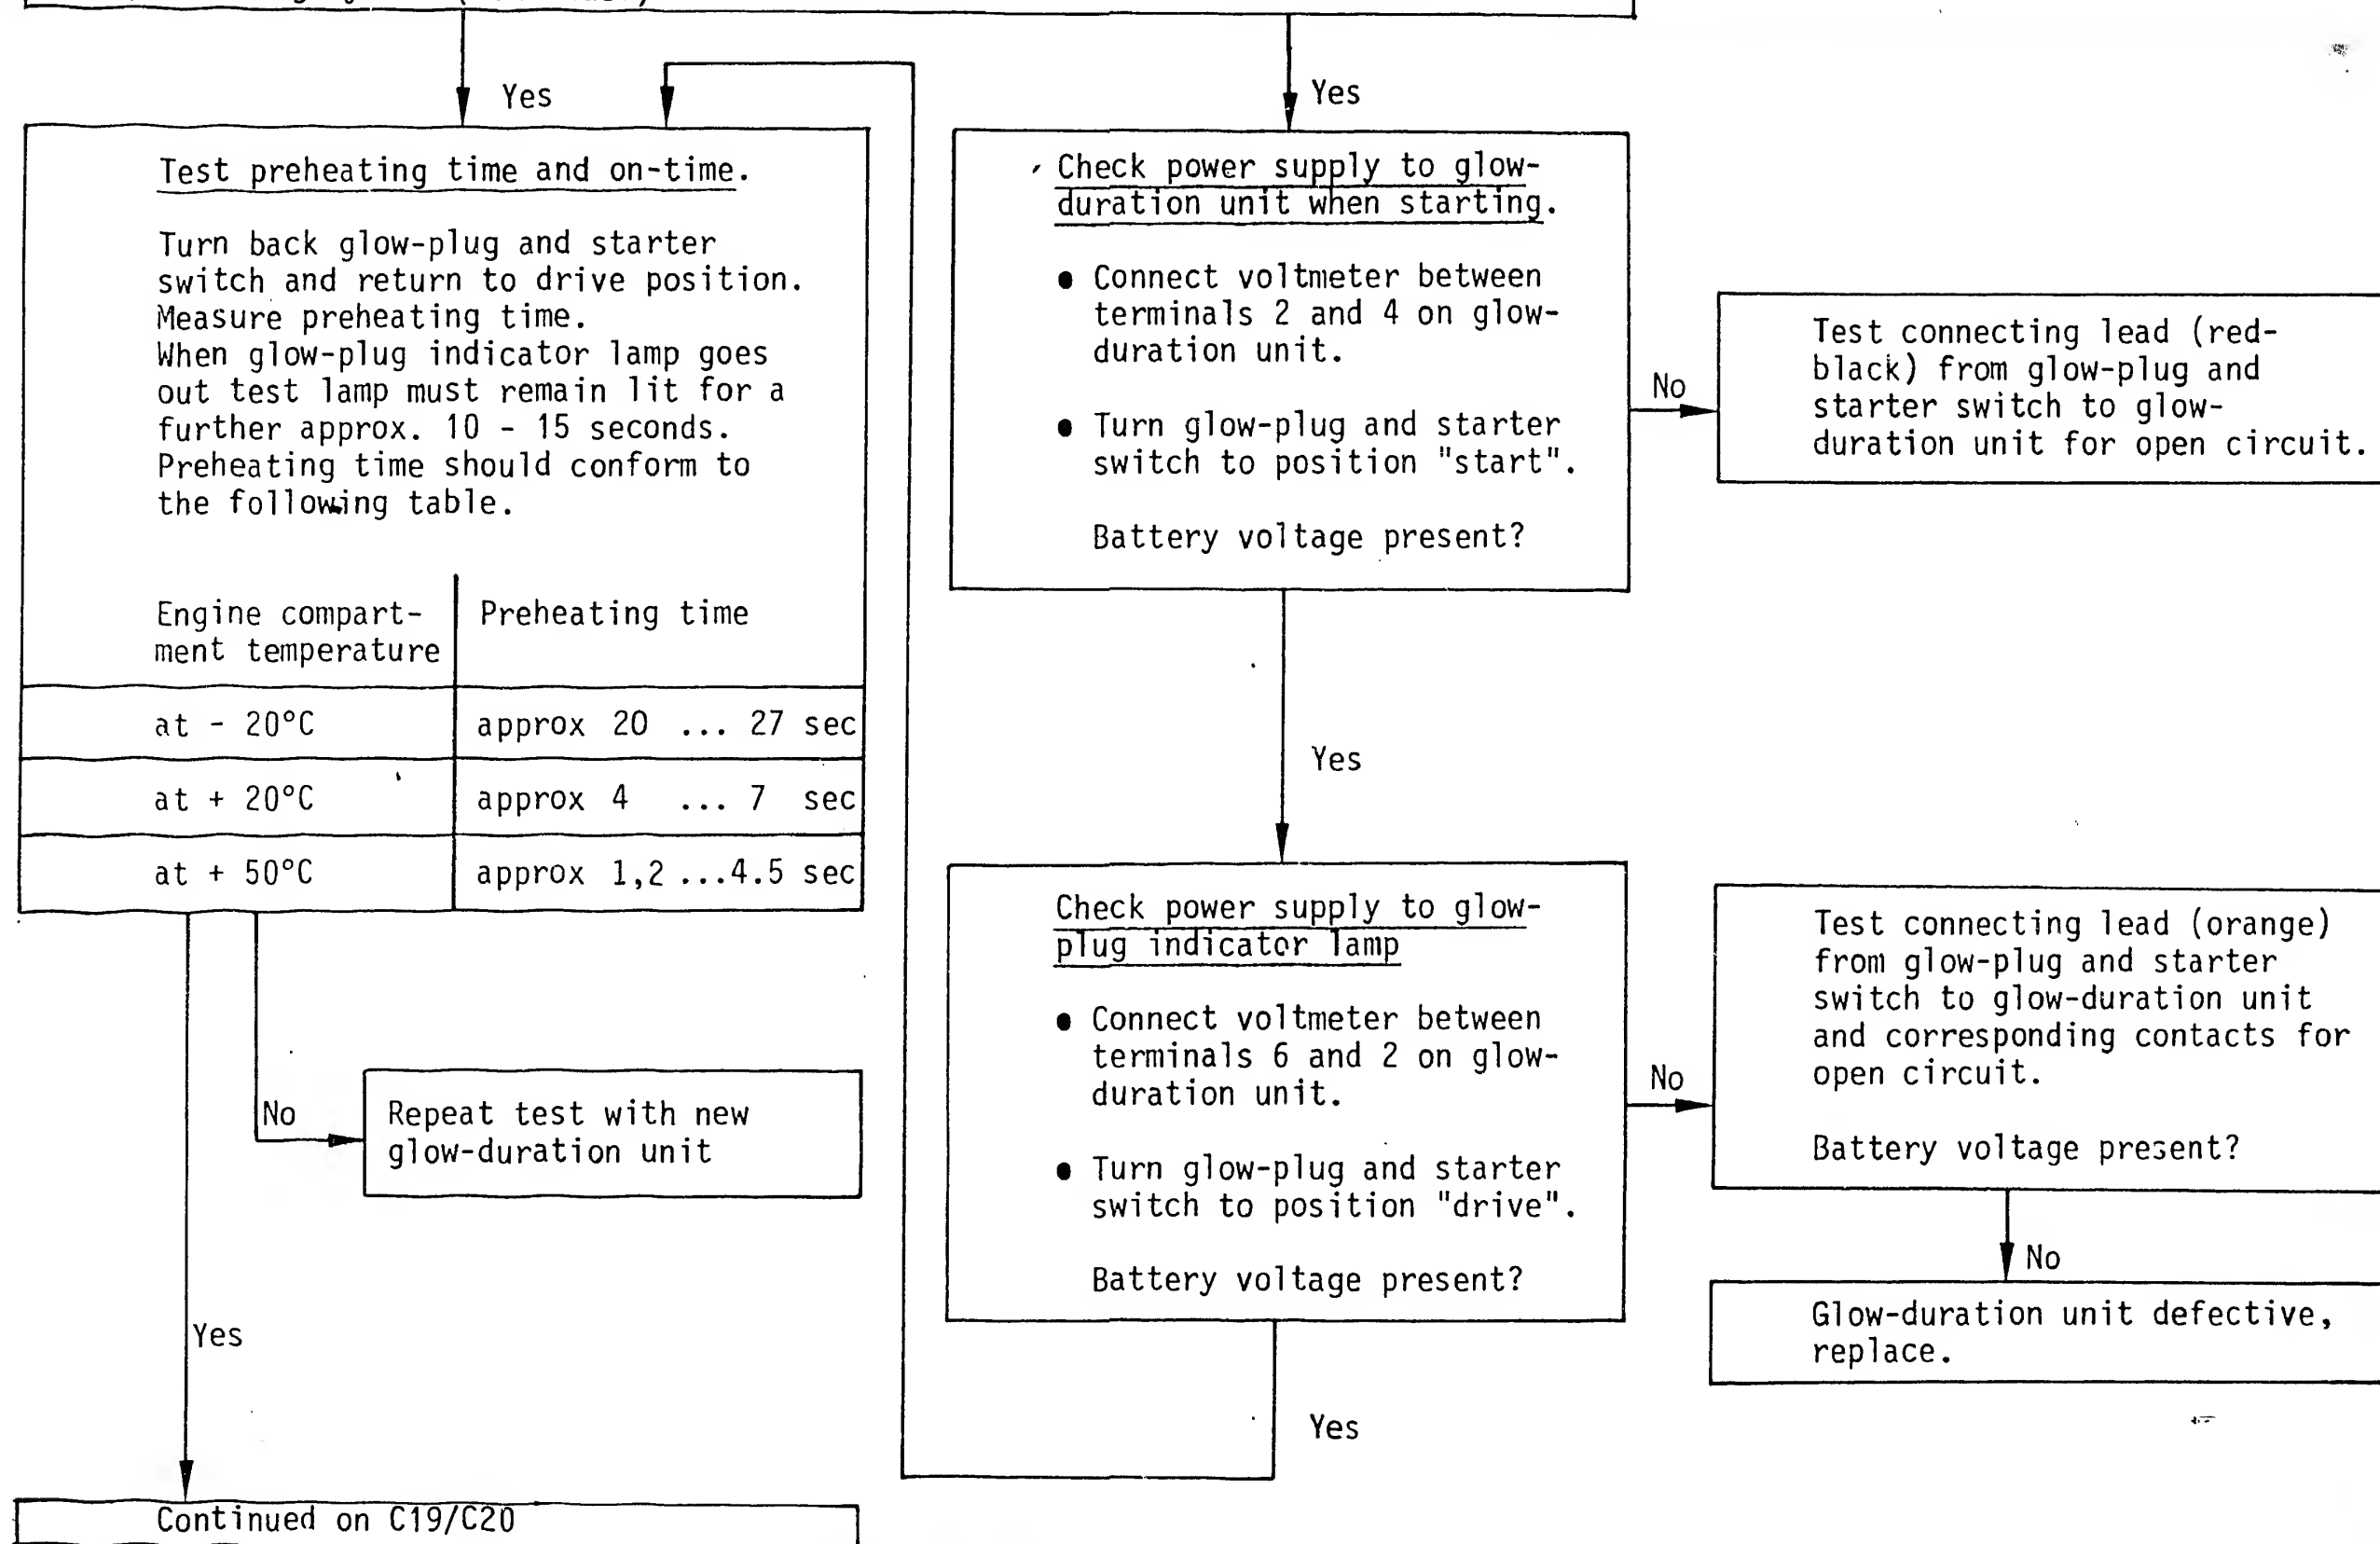 Yes
Test preheating time and on-time.
Turn back glow-plug and starter
switch and return to drive position.
Measure preheating time.
When glow-plug indicator lamp goes
out test lamp must remain lit for a
further approx. 10 - 15 seconds.
Preheating time should conform to
the following table.
Engine compart- Preheating time
ment temperature
at - 20°C approx 20 ... 27 sec
at + 20°C approx 4 ... 7 sec
at + 50°C approx 1,2 ...4.5 sec
No
Repeat test with new
glow-duration unit
Yes
Continued on C19/C20
Yes
Check power supply to glow-
duration unit when starting.
● Connect voltmeter between
terminals 2 and 4 on glow-
duration unit.
● Turn glow-plug and starter
switch to position "start".
Battery voltage present?
No
Test connecting lead (red-
black) from glow-plug and
starter switch to glow-
duration unit for open circuit.
Yes
Check power supply to glow-
plug indicator lamp
● Connect voltmeter between
terminals 6 and 2 on glow-
duration unit.
● Turn glow-plug and starter
switch to position "drive".
Battery voltage present?
No
Test connecting lead (orange)
from glow-plug and starter
switch to glow-duration unit
and corresponding contacts for
open circuit.
Battery voltage present?
No
Glow-duration unit defective,
replace.
Yes